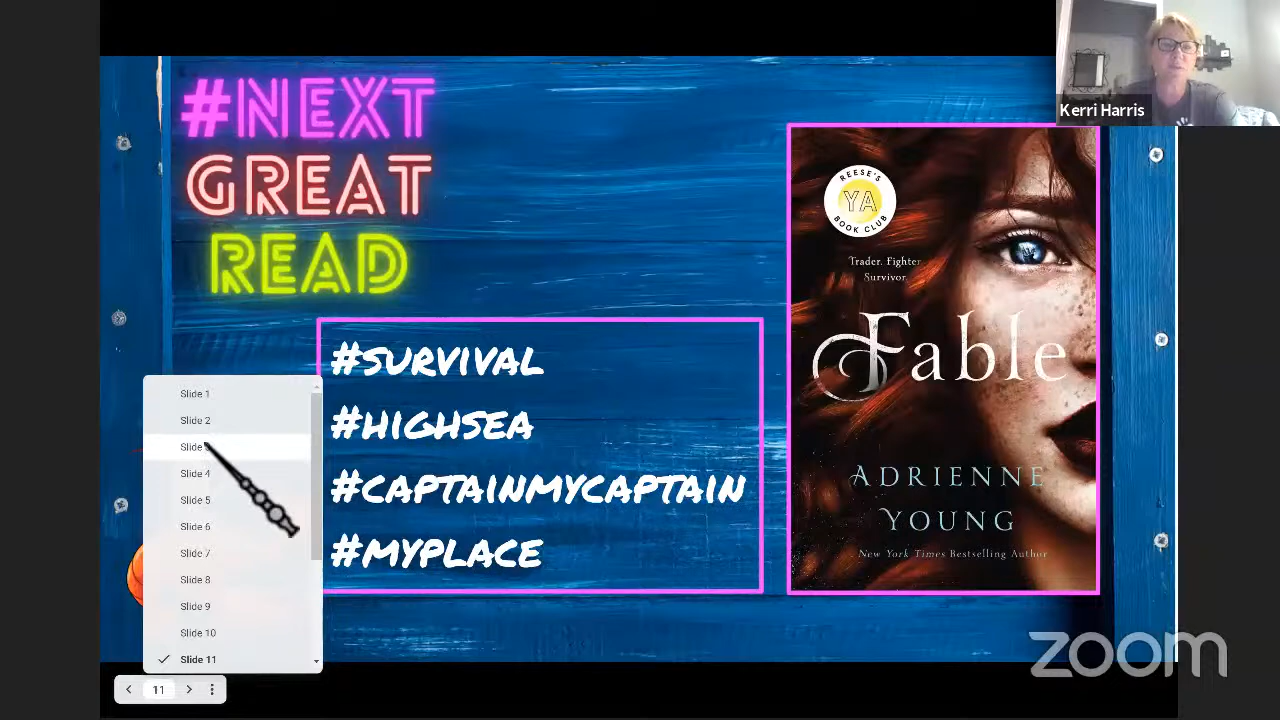 #NEXT
GREAT
READ
Kerri Harris
REESE'S
YA
BOOK CLUB
Trader. Fighter
Survivor.
Fable
ADRIENNE
YOUNG
New York Times Bestselling Author
#SURVIVAL
#HIGHSEA
#CAPTAINMYCAPTAIN
#MYPLACE
Slide 1
Slide 2
Slide
Slide 4
Slide 5
Slide 6
Slide 7
Slide 8
Slide 9
Slide 10
Slide 11
11
zoom